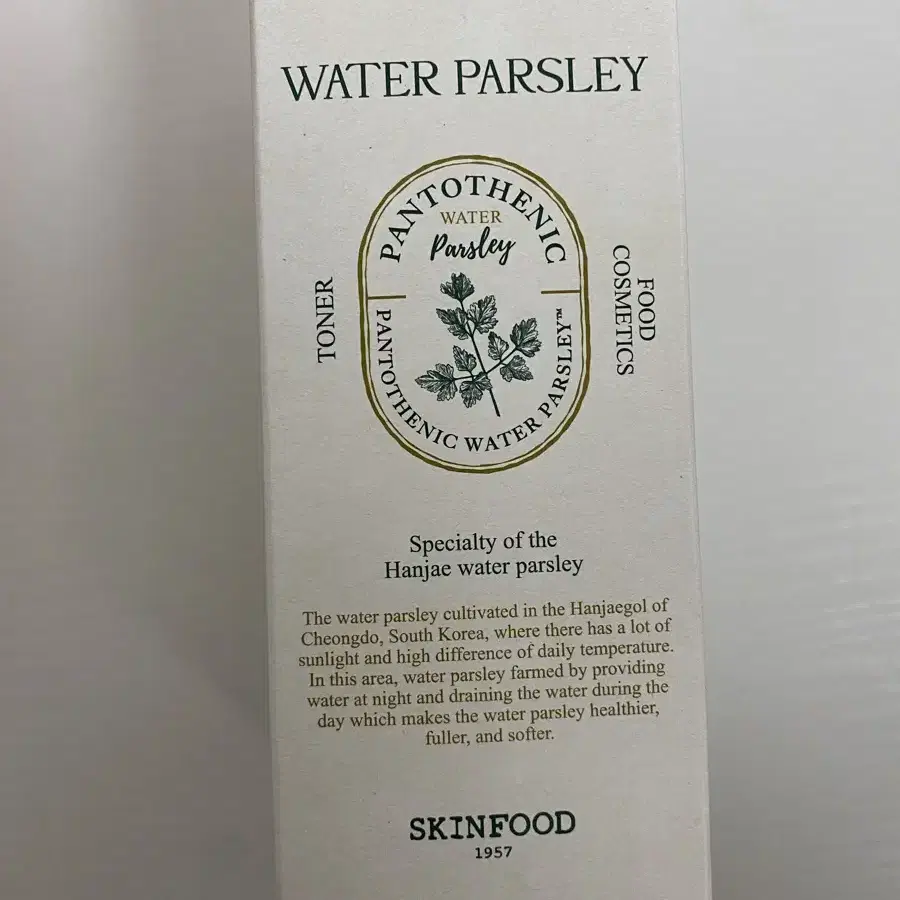 WATER PARSLEY
PANTOTHENIC
WATER
Parsley
PANTOTHENIC WATER PARSLEY™
TONER
FOOD
COSMETICS
Specialty of the
Hanjae water parsley
The water parsley cultivated in the Hanjaegol of
Cheongdo, South Korea, where there has a lot of
sunlight and high difference of daily temperature.
In this area, water parsley farmed by providing
water at night and draining the water during the
day which makes the water parsley healthier,
fuller, and softer.
SKINFOOD
1957